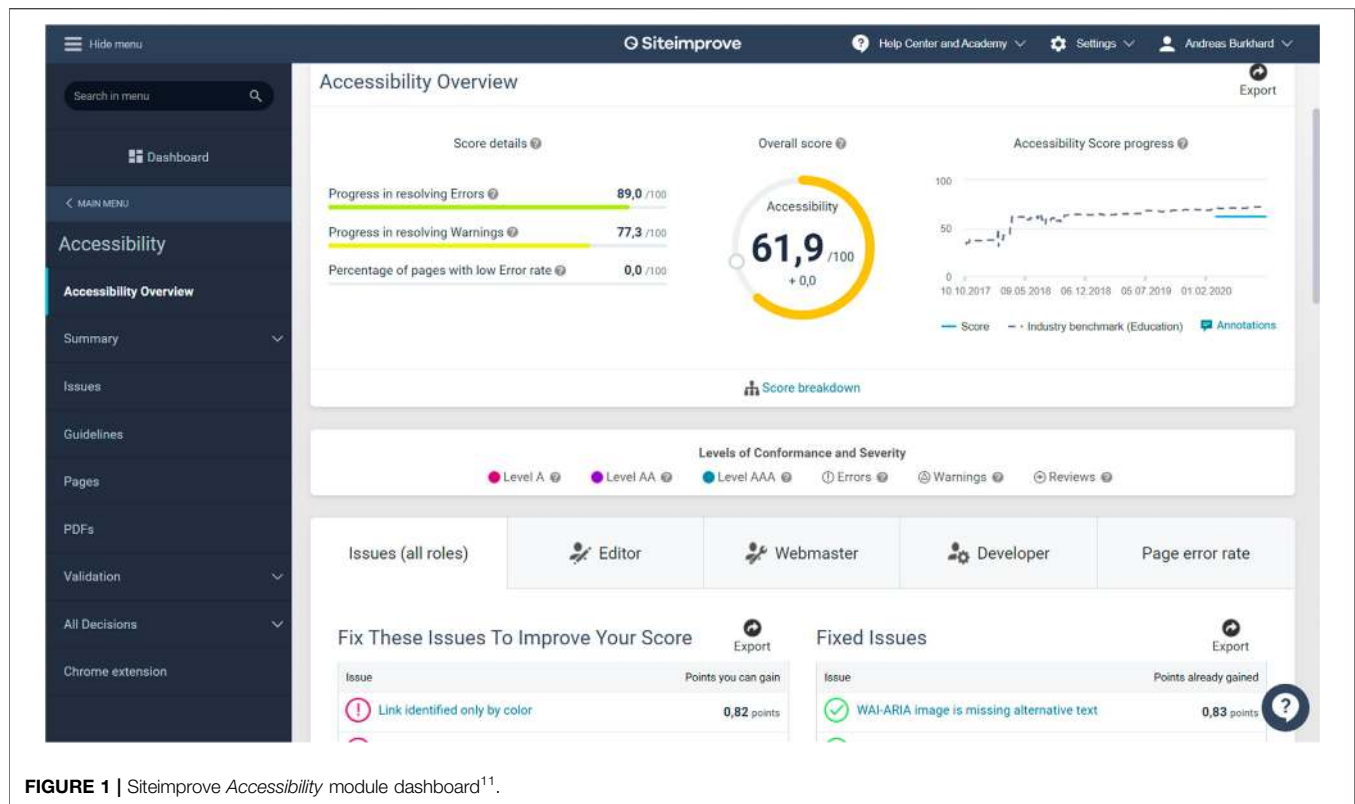 Hide menu
Siteimprove
Help Center and Academy
Settings
Andreas Burkhard
Search in menu
Dashboard
< MAIN MENU
Accessibility
Accessibility Overview
Summary
Issues
Guidelines
Pages
PDFs
Validation
All Decisions
Chrome extension
Accessibility Overview
Export
Score details
Progress in resolving Errors 89,0 /100
Progress in resolving Warnings 77,3 /100
Percentage of pages with low Error rate 0,0 /100
Overall score
Accessibility
61,9 /100
+ 0,0
Accessibility Score progress
100
50
0
10.10.2017 09.05.2018 06.12.2018 05.07.2019 01.02.2020
Score Industry benchmark (Education) Annotations
Score breakdown
Levels of Conformance and Severity
Level A Level AA Level AAA Errors Warnings Reviews
Issues (all roles) Editor Webmaster Developer Page error rate
Fix These Issues To Improve Your Score
Export
Issue Points you can gain
Link identified only by color 0,82 points
Fixed Issues
Export
Issue Points already gained
WAI-ARIA image is missing alternative text 0,83 points
FIGURE 1 | Siteimprove Accessibility module dashboard¹¹.